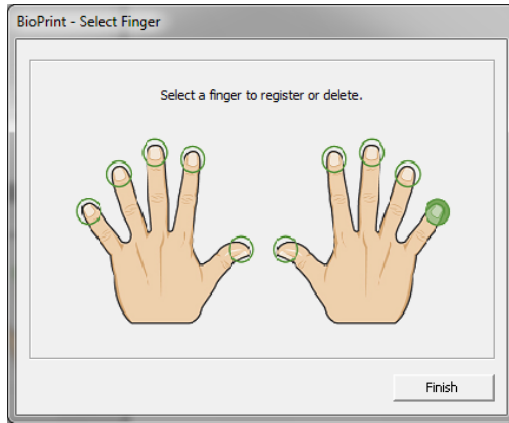 BioPrint - Select Finger
Select a finger to register or delete.
Finish